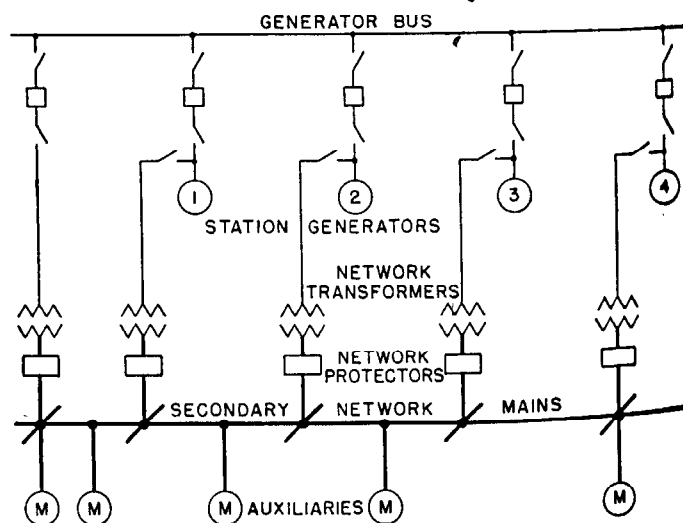 GENERATOR BUS
1 2 3 4
STATION GENERATORS
NETWORK
TRANSFORMERS
NETWORK
PROTECTORS
SECONDARY NETWORK MAINS
M M M AUXILIARIES M M